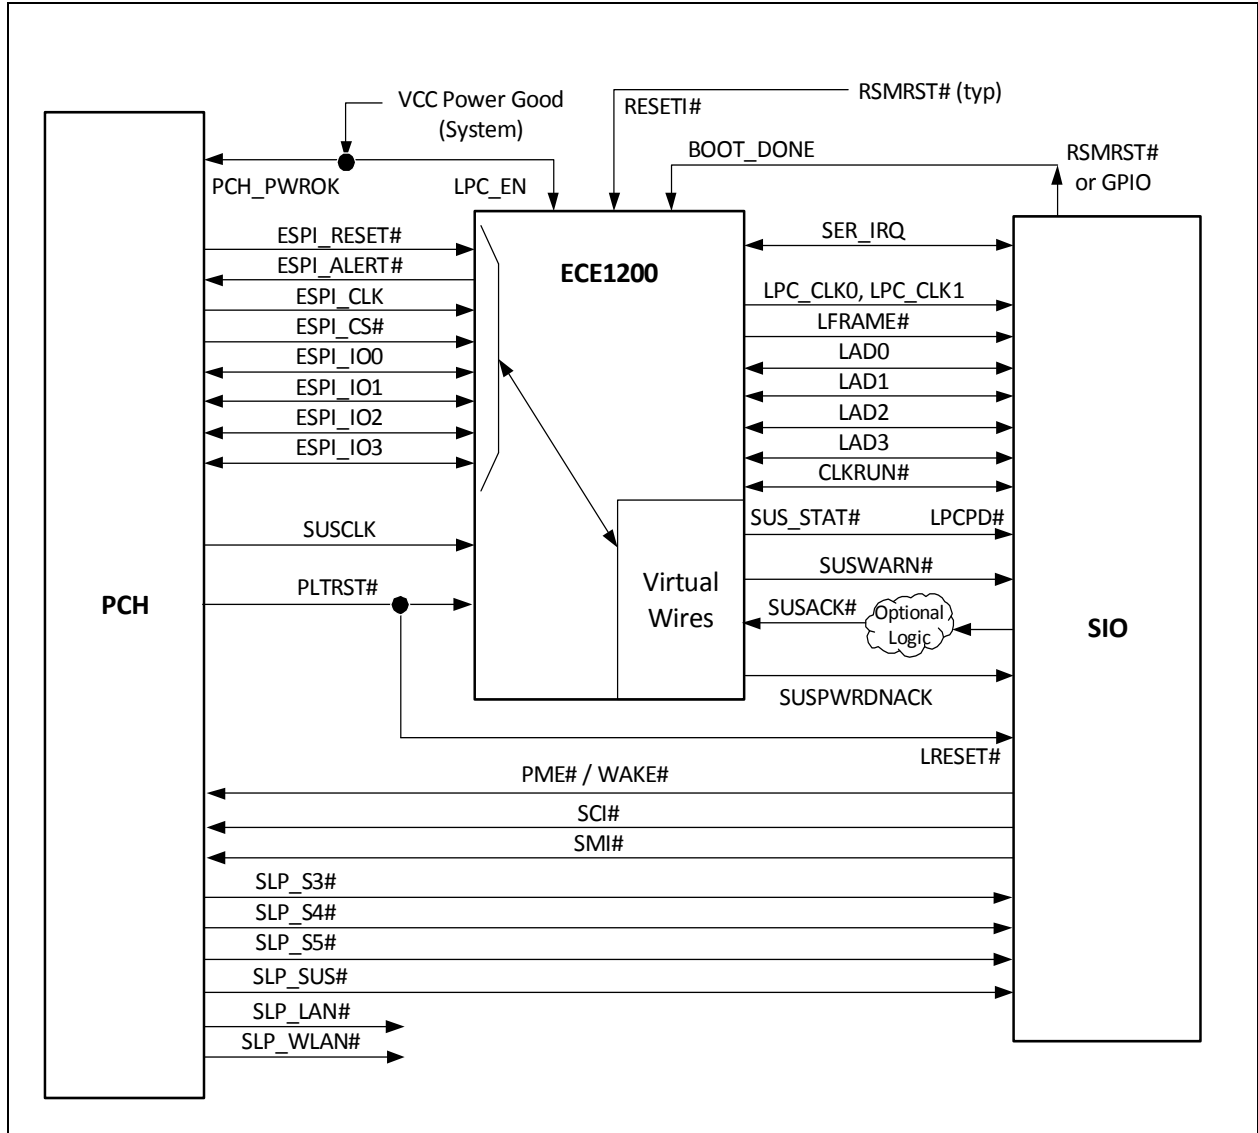 VCC Power Good
(System)
RESETI#
RSMRST# (typ)
BOOT_DONE
RSMRST#
or GPIO
PCH_PWROK
LPC_EN
ESPI_RESET#
ESPI_ALERT#
ESPI_CLK
ESPI_CS#
ESPI_IO0
ESPI_IO1
ESPI_IO2
ESPI_IO3
SUSCLK
PLTRST#
PCH
ECE1200
Virtual
Wires
SER_IRQ
LPC_CLK0, LPC_CLK1
LFRAME#
LAD0
LAD1
LAD2
LAD3
CLKRUN#
SUS_STAT# LPCPD#
SUSWARN#
SUSACK#
Optional
Logic
SUSPWRDNACK
SIO
LRESET#
PME# / WAKE#
SCI#
SMI#
SLP_S3#
SLP_S4#
SLP_S5#
SLP_SUS#
SLP_LAN#
SLP_WLAN#